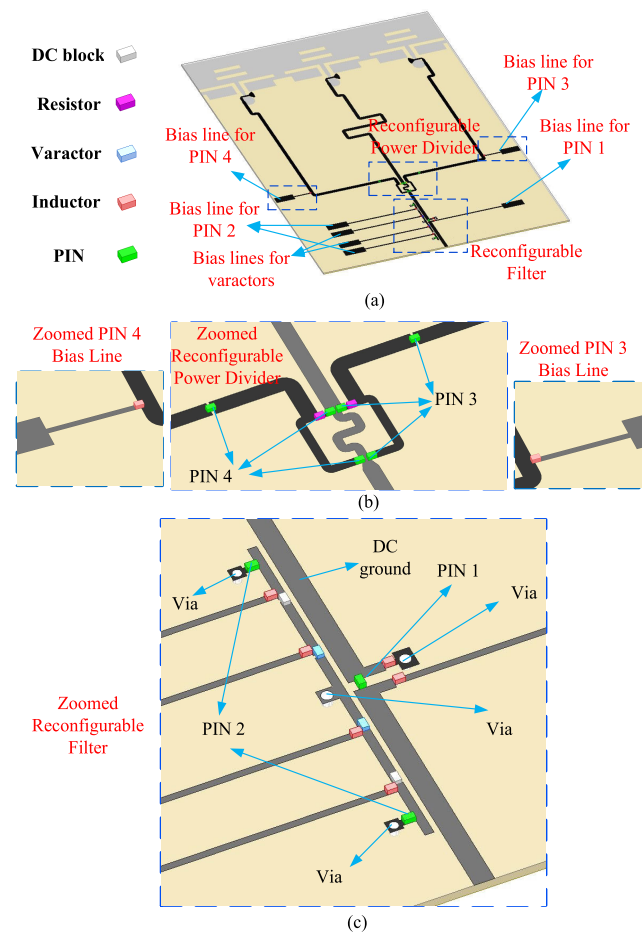 DC block
Resistor
Varactor
Inductor
PIN
Bias line for
PIN 3
Bias line for
PIN 1
Reconfigurable
Power Divider
Bias line for
PIN 4
Bias line for
PIN 2
Bias lines for
varactors
Reconfigurable
Filter
(a)
Zoomed PIN 4
Bias Line
Zoomed
Reconfigurable
Power Divider
Zoomed PIN 3
Bias Line
PIN 3
PIN 4
(b)
DC
ground
PIN 1
Via
Via
Zoomed
Reconfigurable
Filter
PIN 2
Via
Via
(c)